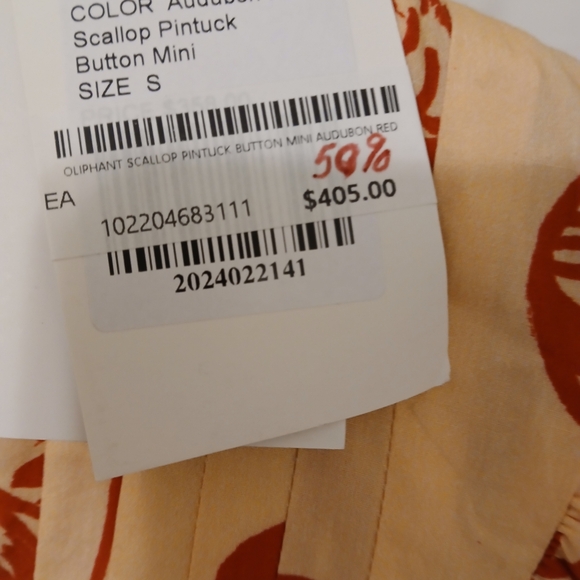 COLOR Audubon
Scallop Pintuck
Button Mini
SIZE S
OLIPHANT SCALLOP PINTUCK BUTTON MINI AUDUBON RED
50%
EA
$405.00
102204683111
2024022141